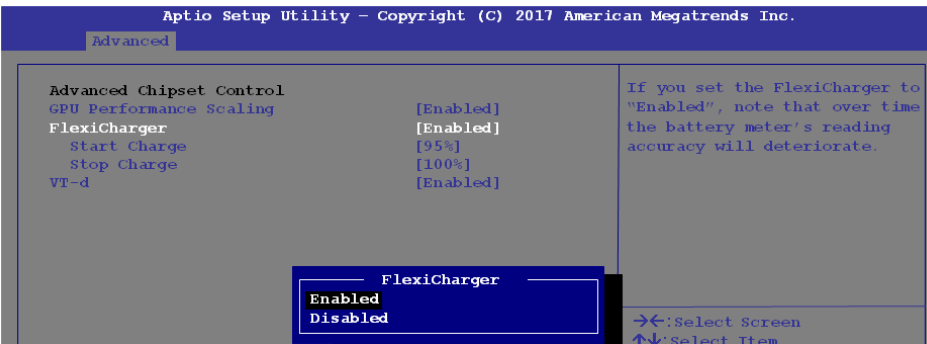 Aptio Setup Utility – Copyright (C) 2017 American Megatrends Inc.
Advanced
Advanced Chipset Control
GPU Performance Scaling [Enabled]
FlexiCharger [Enabled]
Start Charge [95%]
Stop Charge [100%]
VT-d [Enabled]
If you set the FlexiCharger to
"Enabled", note that over time
the battery meter's reading
accuracy will deteriorate.
FlexiCharger
Enabled
Disabled
→←:Select Screen
↑↓:Select Item